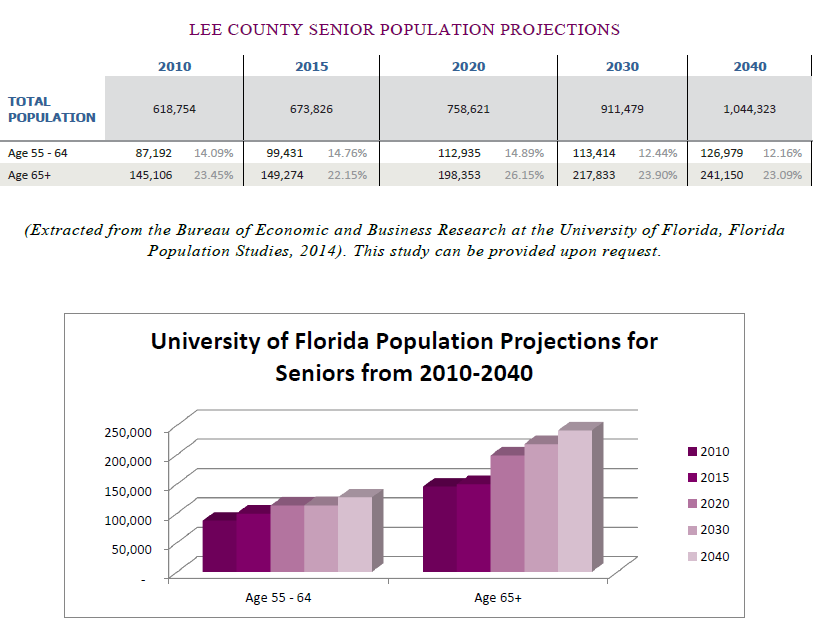 LEE COUNTY SENIOR POPULATION PROJECTIONS
2010 2015 2020 2030 2040
TOTAL
POPULATION 618,754 673,826 758,621 911,479 1,044,323
Age 55 - 64 87,192 14.09% 99,431 14.76% 112,935 14.89% 113,414 12.44% 126,979 12.16%
Age 65+ 145,106 23.45% 149,274 22.15% 198,353 26.15% 217,833 23.90% 241,150 23.09%
(Extracted from the Bureau of Economic and Business Research at the University of Florida, Florida
Population Studies, 2014). This study can be provided upon request.
University of Florida Population Projections for
Seniors from 2010-2040
250,000
200,000
150,000
100,000
50,000
-
Age 55 - 64 Age 65+
2010
2015
2020
2030
2040